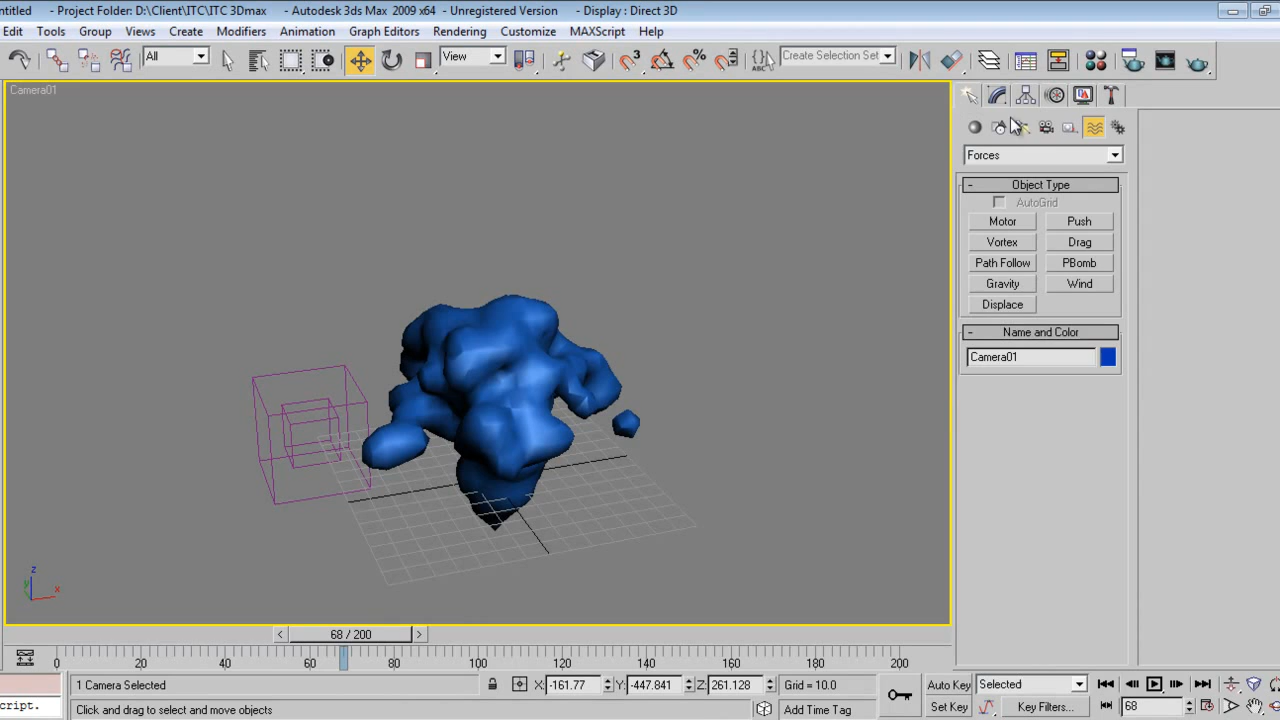 ntitled - Project Folder: D:\Client\ITC\ITC 3Dmax - Autodesk 3ds Max 2009 x64 - Unregistered Version - Display : Direct 3D
Edit Tools Group Views Create Modifiers Animation Graph Editors Rendering Customize MAXScript Help
All View Create Selection Set
Camera01
Forces
- Object Type
AutoGrid
Motor Push
Vortex Drag
Path Follow PBomb
Gravity Wind
Displace
- Name and Color
Camera01
z
x
< 68 / 200 >
0 20 40 60 80 100 120 140 160 180 200
1 Camera Selected X: -161.77 Y: -447.841 Z: 261.128 Grid = 10.0 Auto Key Selected
script. Click and drag to select and move objects Add Time Tag Set Key Key Filters... 68